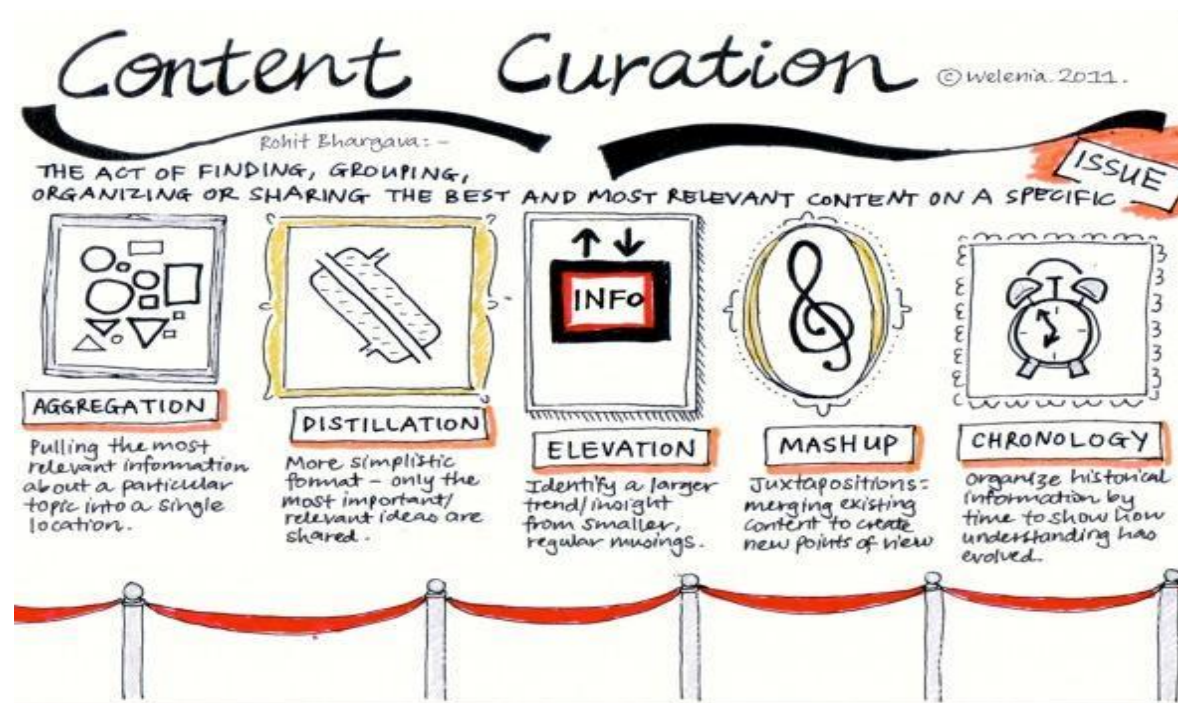 Content Curation © welenia. 2011.
Rohit Bhargava: -
THE ACT OF FINDING, GROUPING,
ORGANIZING OR SHARING THE BEST AND MOST RELEVANT CONTENT ON A SPECIFIC
ISSUE
INFO
AGGREGATION
Pulling the most
relevant information
about a particular
topic into a single
location.
DISTILLATION
More simplistic
format - only the
most important/
relevant ideas are
shared.
ELEVATION
Identify a larger
trend/insight
from smaller,
regular musings.
MASHUP
Juxtapositions:
merging existing
content to create
new points of view
CHRONOLOGY
organize historical
information by
time to show how
understanding has
evolved.